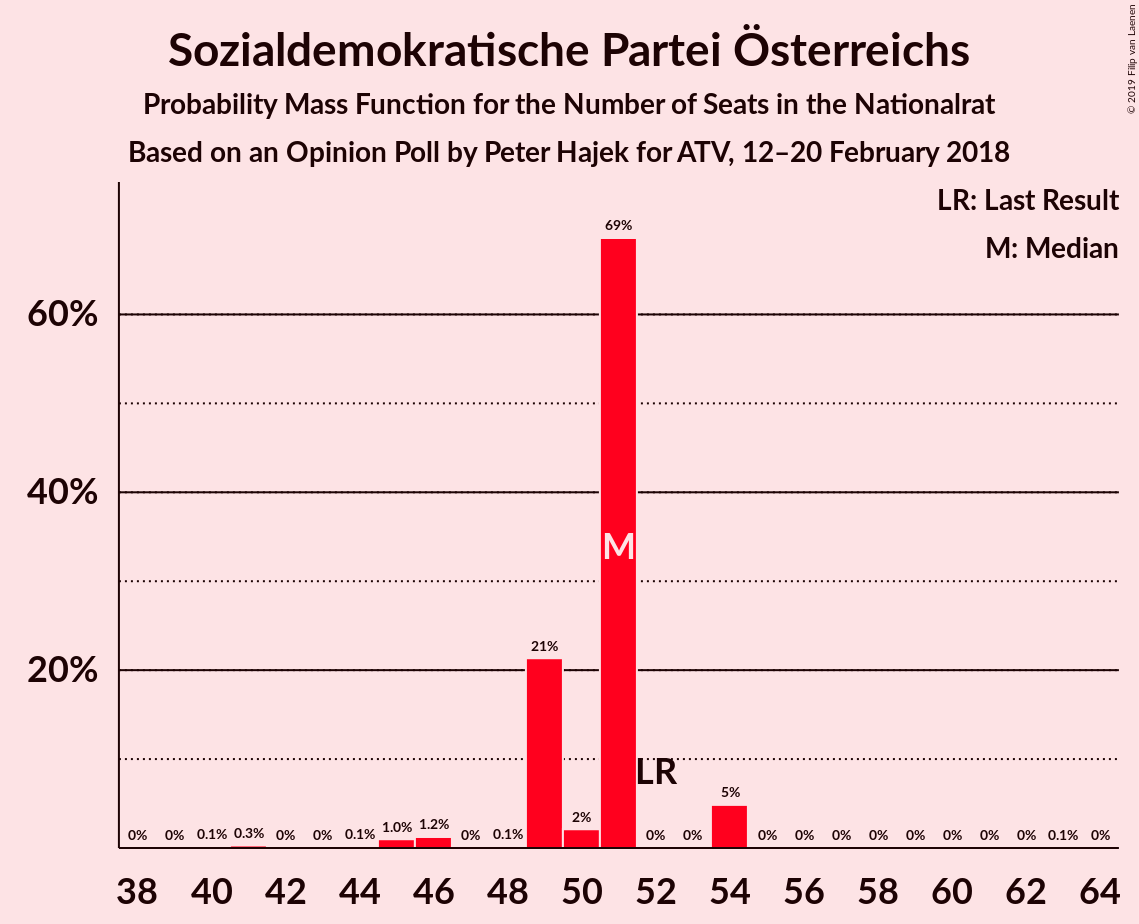 Sozialdemokratische Partei Österreichs
Probability Mass Function for the Number of Seats in the Nationalrat
Based on an Opinion Poll by Peter Hajek for ATV, 12–20 February 2018
© 2019 Filip van Laenen
LR: Last Result
M: Median
60%
40%
20%
0% 0% 0.1% 0.3% 0% 0% 0.1% 1.0% 1.2% 0% 0.1% 21% 2% 69% 0% 0% 5% 0% 0% 0% 0% 0% 0% 0% 0% 0.1% 0%
M
LR
38 40 42 44 46 48 50 52 54 56 58 60 62 64